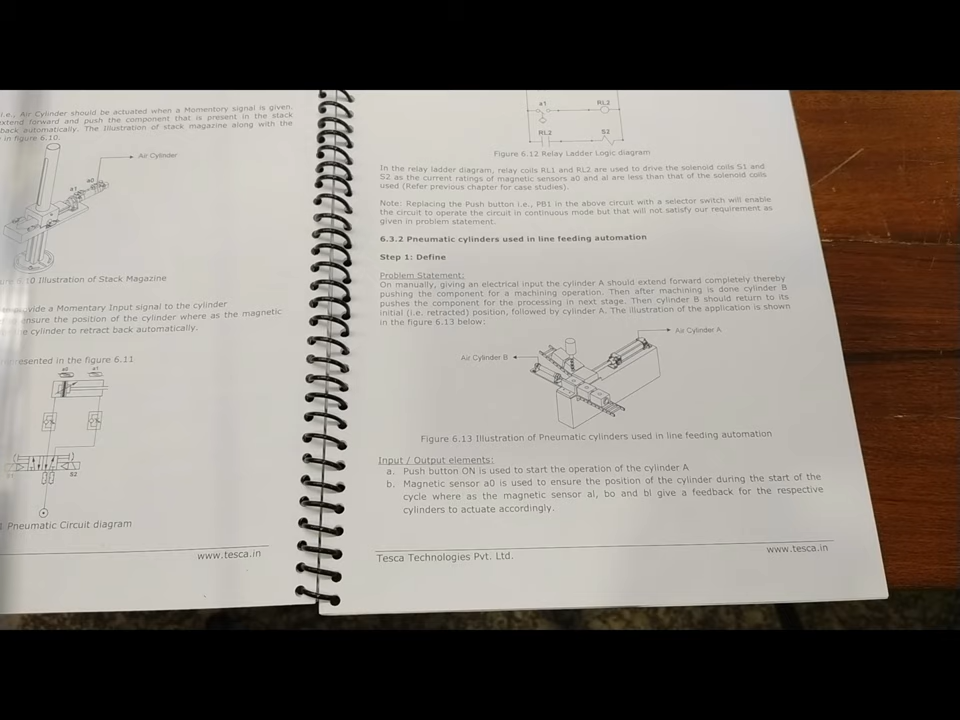 i.e., Air Cylinder should be actuated when a Momentory signal is given.
extend forward and push the component that is present in the stack
back automatically. The Illustration of stack magazine along with the
in figure 6.10.
Air Cylinder
a0
a1
6.10 Illustration of Stack Magazine
provide a Momentary Input signal to the cylinder
ensure the position of the cylinder where as the magnetic
cylinder to retract back automatically.
represented in the figure 6.11
a0 a1
S2
Pneumatic Circuit diagram
www.tesca.in
a1 RL2
RL2 S2
Figure 6.12 Relay Ladder Logic diagram
In the relay ladder diagram, relay coils RL1 and RL2 are used to drive the solenoid coils S1 and
S2 as the current ratings of magnetic sensors a0 and al are less than that of the solenoid coils
used (Refer previous chapter for case studies).
Note: Replacing the Push button i.e., PB1 in the above circuit with a selector switch will enable
the circuit to operate the circuit in continuous mode but that will not satisfy our requirement as
given in problem statement.
6.3.2 Pneumatic cylinders used in line feeding automation
Step 1: Define
Problem Statement:
On manually, giving an electrical input the cylinder A should extend forward completely thereby
pushing the component for a machining operation. Then after machining is done cylinder B
pushes the component for the processing in next stage. Then cylinder B should return to its
initial (i.e. retracted) position, followed by cylinder A. The illustration of the application is shown
in the figure 6.13 below:
Air Cylinder A
Air Cylinder B
Figure 6.13 Illustration of Pneumatic cylinders used in line feeding automation
Input / Output elements:
a. Push button ON is used to start the operation of the cylinder A
b. Magnetic sensor a0 is used to ensure the position of the cylinder during the start of the
cycle where as the magnetic sensor al, bo and bl give a feedback for the respective
cylinders to actuate accordingly.
Tesca Technologies Pvt. Ltd.
www.tesca.in